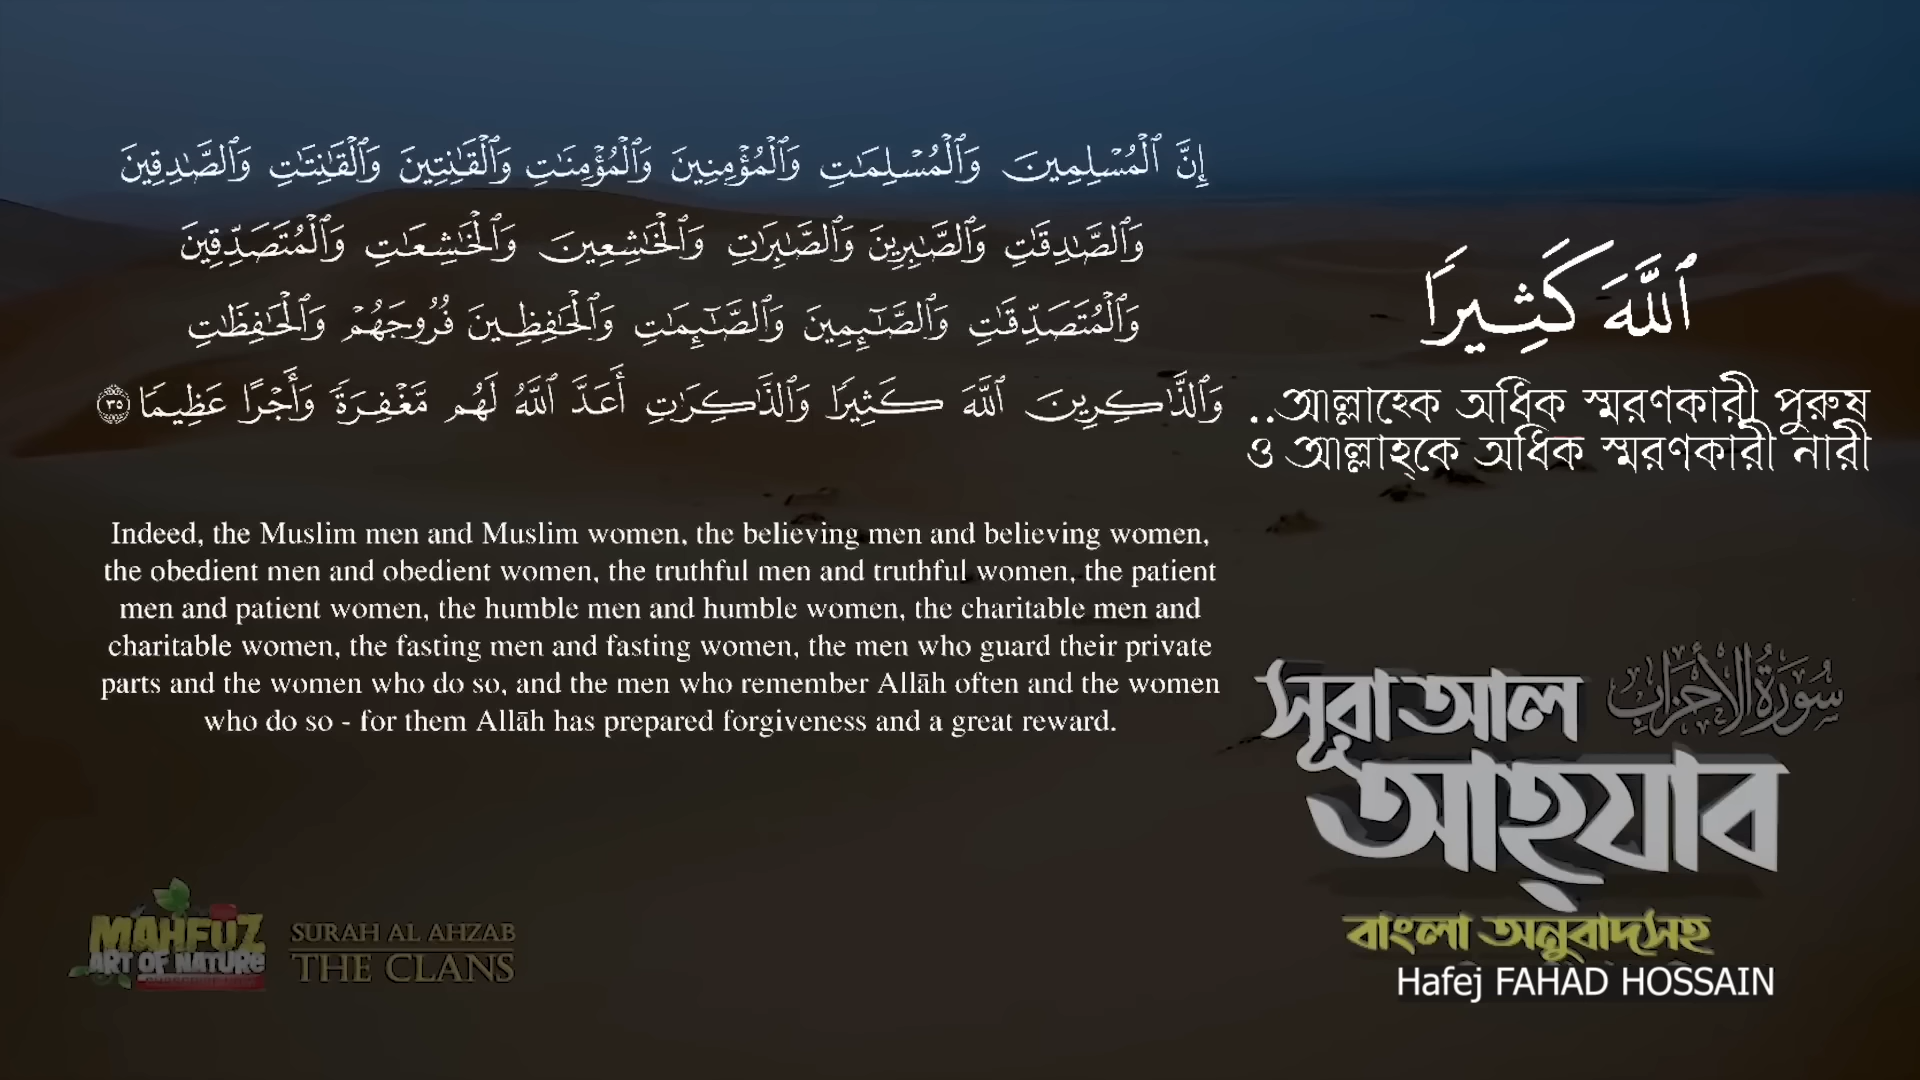 إِنَّ ٱلْمُسْلِمِينَ وَٱلْمُسْلِمَٰتِ وَٱلْمُؤْمِنِينَ وَٱلْمُؤْمِنَٰتِ وَٱلْقَٰنِتِينَ وَٱلْقَٰنِتَٰتِ وَٱلصَّٰدِقِينَ
وَٱلصَّٰدِقَٰتِ وَٱلصَّٰبِرِينَ وَٱلصَّٰبِرَٰتِ وَٱلْخَٰشِعِينَ وَٱلْخَٰشِعَٰتِ وَٱلْمُتَصَدِّقِينَ
وَٱلْمُتَصَدِّقَٰتِ وَٱلصَّٰٓئِمِينَ وَٱلصَّٰٓئِمَٰتِ وَٱلْحَٰفِظِينَ فُرُوجَهُمْ وَٱلْحَٰفِظَٰتِ
وَٱلذَّٰكِرِينَ ٱللَّهَ كَثِيرًا وَٱلذَّٰكِرَٰتِ أَعَدَّ ٱللَّهُ لَهُم مَّغْفِرَةً وَأَجْرًا عَظِيمًا ٣٥
ٱللَّهَ كَثِيرًا
..আল্লাহকে অধিক স্মরণকারী পুরুষ
ও আল্লাহ্‌কে অধিক স্মরণকারী নারী
Indeed, the Muslim men and Muslim women, the believing men and believing women,
the obedient men and obedient women, the truthful men and truthful women, the patient
men and patient women, the humble men and humble women, the charitable men and
charitable women, the fasting men and fasting women, the men who guard their private
parts and the women who do so, and the men who remember Allāh often and the women
who do so - for them Allāh has prepared forgiveness and a great reward.
সূরা আল
سُورَةُ الْأَحْزَابِ
আহ্‌যাব
বাংলা অনুবাদসহ
Hafej FAHAD HOSSAIN
MAHFUZ
ART OF NATURE
SURAH AL AHZAB
THE CLANS